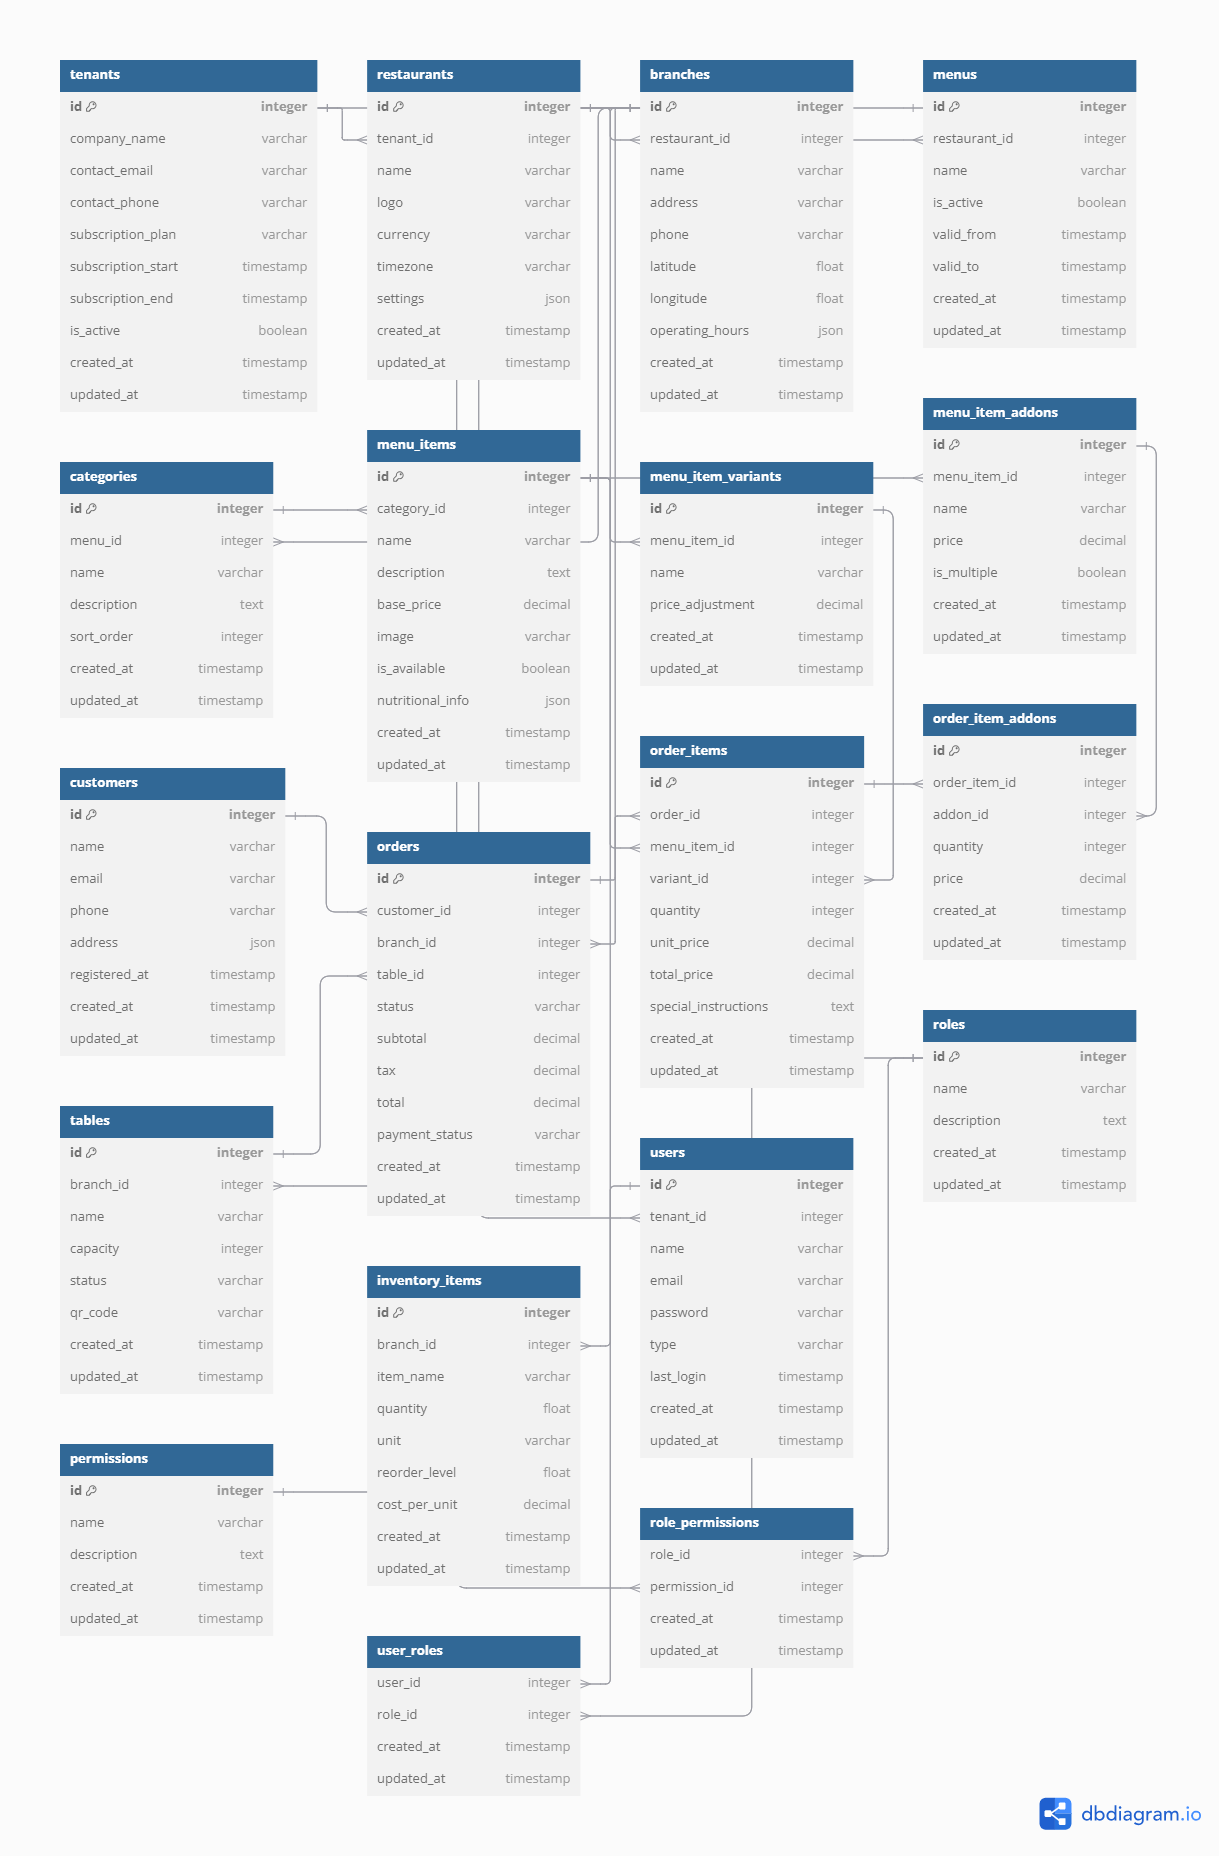 tenants
id integer
company_name varchar
contact_email varchar
contact_phone varchar
subscription_plan varchar
subscription_start timestamp
subscription_end timestamp
is_active boolean
created_at timestamp
updated_at timestamp
restaurants
id integer
tenant_id integer
name varchar
logo varchar
currency varchar
timezone varchar
settings json
created_at timestamp
updated_at timestamp
branches
id integer
restaurant_id integer
name varchar
address varchar
phone varchar
latitude float
longitude float
operating_hours json
created_at timestamp
updated_at timestamp
menus
id integer
restaurant_id integer
name varchar
is_active boolean
valid_from timestamp
valid_to timestamp
created_at timestamp
updated_at timestamp
categories
id integer
menu_id integer
name varchar
description text
sort_order integer
created_at timestamp
updated_at timestamp
menu_items
id integer
category_id integer
name varchar
description text
base_price decimal
image varchar
is_available boolean
nutritional_info json
created_at timestamp
updated_at timestamp
menu_item_variants
id integer
menu_item_id integer
name varchar
price_adjustment decimal
created_at timestamp
updated_at timestamp
menu_item_addons
id integer
menu_item_id integer
name varchar
price decimal
is_multiple boolean
created_at timestamp
updated_at timestamp
customers
id integer
name varchar
email varchar
phone varchar
address json
registered_at timestamp
created_at timestamp
updated_at timestamp
orders
id integer
customer_id integer
branch_id integer
table_id integer
status varchar
subtotal decimal
tax decimal
total decimal
payment_status varchar
created_at timestamp
updated_at timestamp
order_items
id integer
order_id integer
menu_item_id integer
variant_id integer
quantity integer
unit_price decimal
total_price decimal
special_instructions text
created_at timestamp
updated_at timestamp
order_item_addons
id integer
order_item_id integer
addon_id integer
quantity integer
price decimal
created_at timestamp
updated_at timestamp
tables
id integer
branch_id integer
name varchar
capacity integer
status varchar
qr_code varchar
created_at timestamp
updated_at timestamp
inventory_items
id integer
branch_id integer
item_name varchar
quantity float
unit varchar
reorder_level float
cost_per_unit decimal
created_at timestamp
updated_at timestamp
users
id integer
tenant_id integer
name varchar
email varchar
password varchar
type varchar
last_login timestamp
created_at timestamp
updated_at timestamp
roles
id integer
name varchar
description text
created_at timestamp
updated_at timestamp
permissions
id integer
name varchar
description text
created_at timestamp
updated_at timestamp
user_roles
user_id integer
role_id integer
created_at timestamp
updated_at timestamp
role_permissions
role_id integer
permission_id integer
created_at timestamp
updated_at timestamp
dbdiagram.io